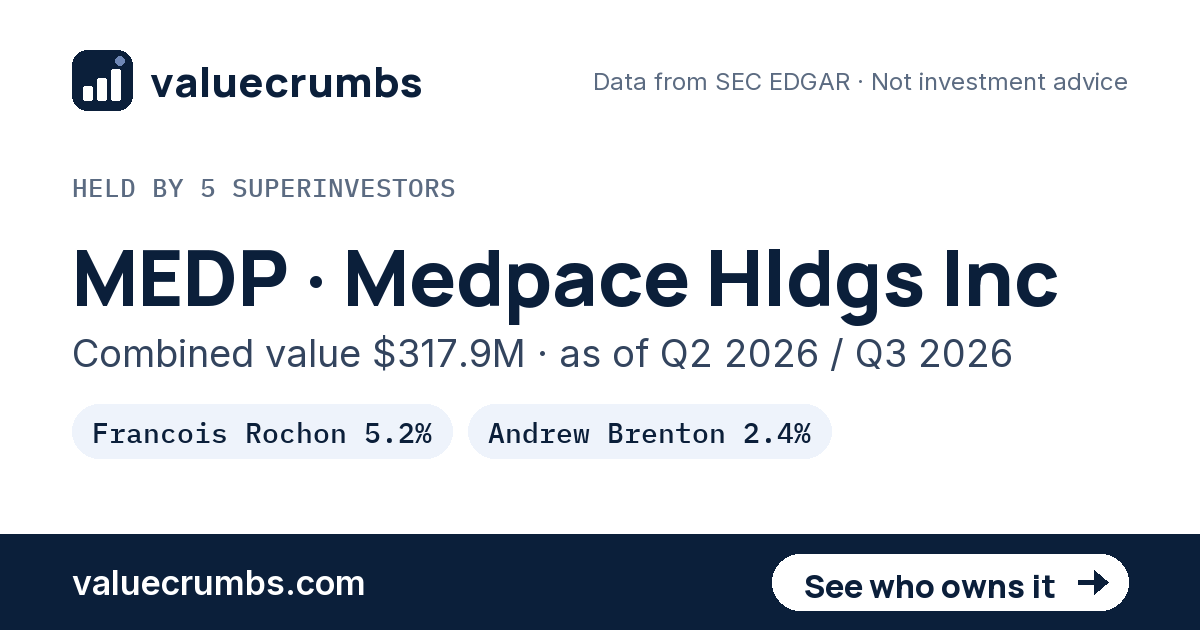 valuecrumbs
Data from SEC EDGAR · Not investment advice
HELD BY 5 SUPERINVESTORS
MEDP · Medpace Hldgs Inc
Combined value $317.9M · as of Q2 2026 / Q3 2026
Francois Rochon 5.2%
Andrew Brenton 2.4%
valuecrumbs.com
See who owns it →